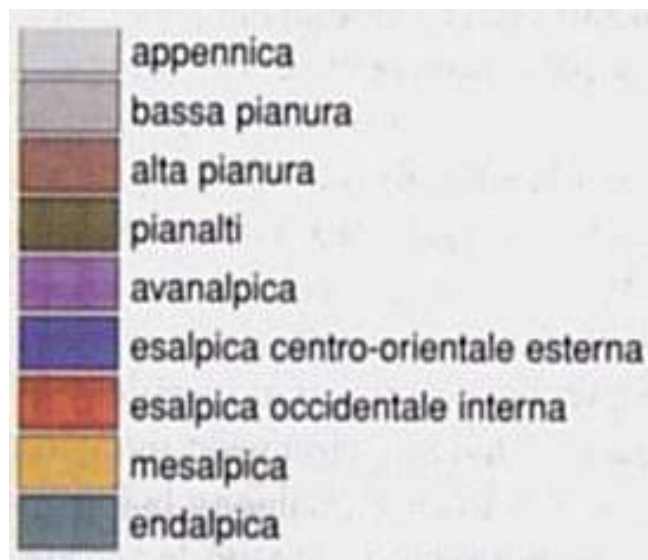 appennica
bassa pianura
alta pianura
pianalti
avanalpica
esalpica centro-orientale esterna
esalpica occidentale interna
mesalpica
endalpica